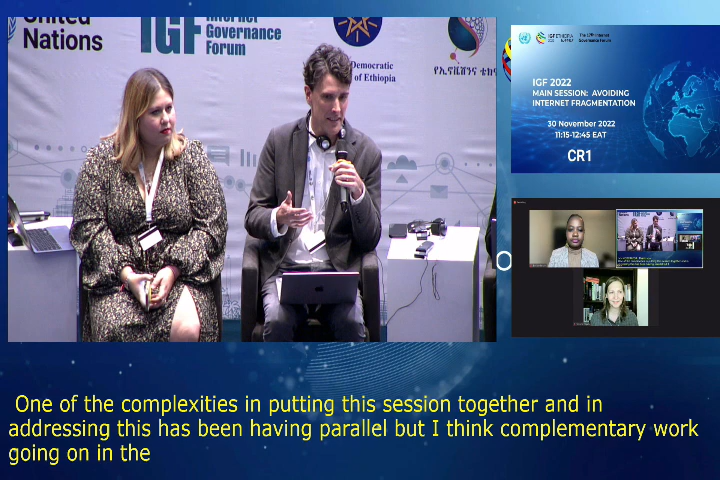 United
Nations
IGF
Internet
Governance
Forum
Democratic
of Ethiopia
የኢኖቬሽንና ቴክኖ
IGF 2022
MAIN SESSION: AVOIDING
INTERNET FRAGMENTATION
30 November 2022
11:15-12:45 EAT
CR1
One of the complexities in putting this session together and in
addressing this has been having parallel but I think complementary work
going on in the